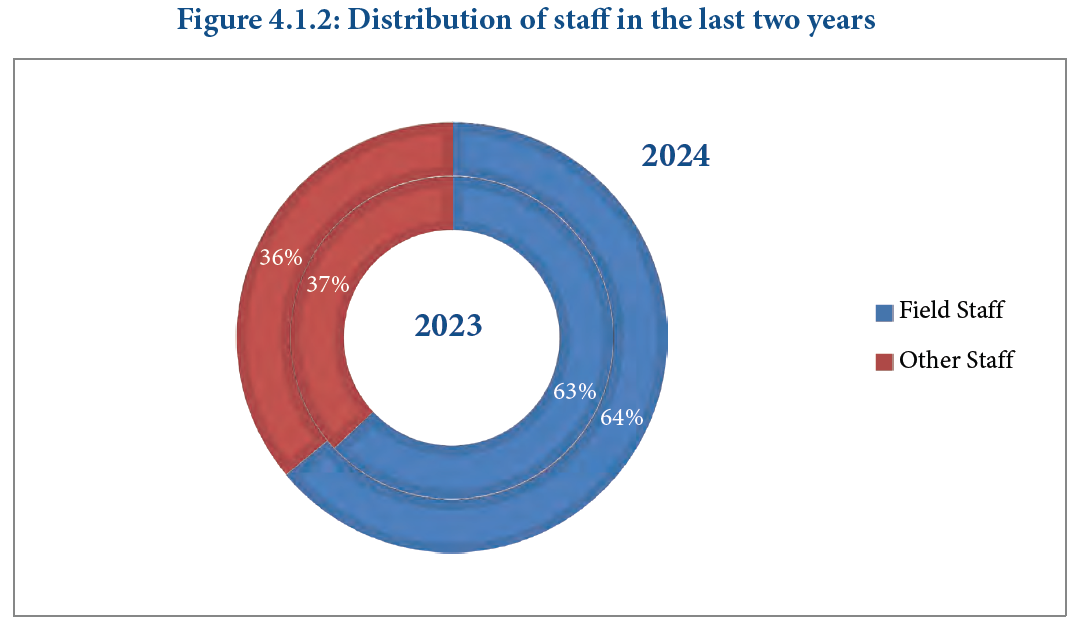 Figure 4.1.2: Distribution of staff in the last two years
2024
36%
37%
2023
63%
64%
Field Staff
Other Staff